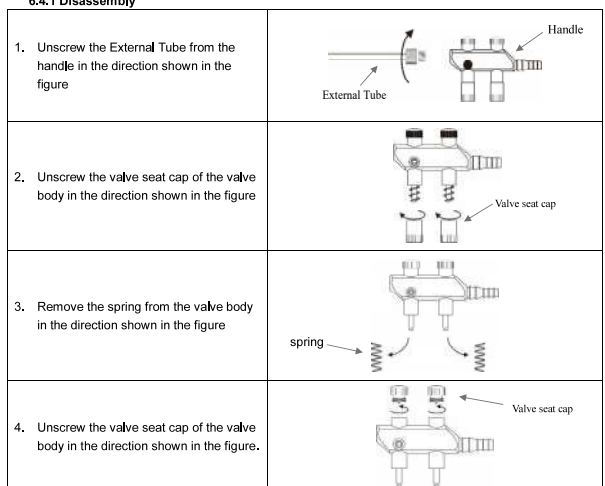 6.4.1 Disassembly
1. Unscrew the External Tube from the
handle in the direction shown in the
figure
Handle
External Tube
2. Unscrew the valve seat cap of the valve
body in the direction shown in the figure
Valve seat cap
3. Remove the spring from the valve body
in the direction shown in the figure
spring
4. Unscrew the valve seat cap of the valve
body in the direction shown in the figure.
Valve seat cap